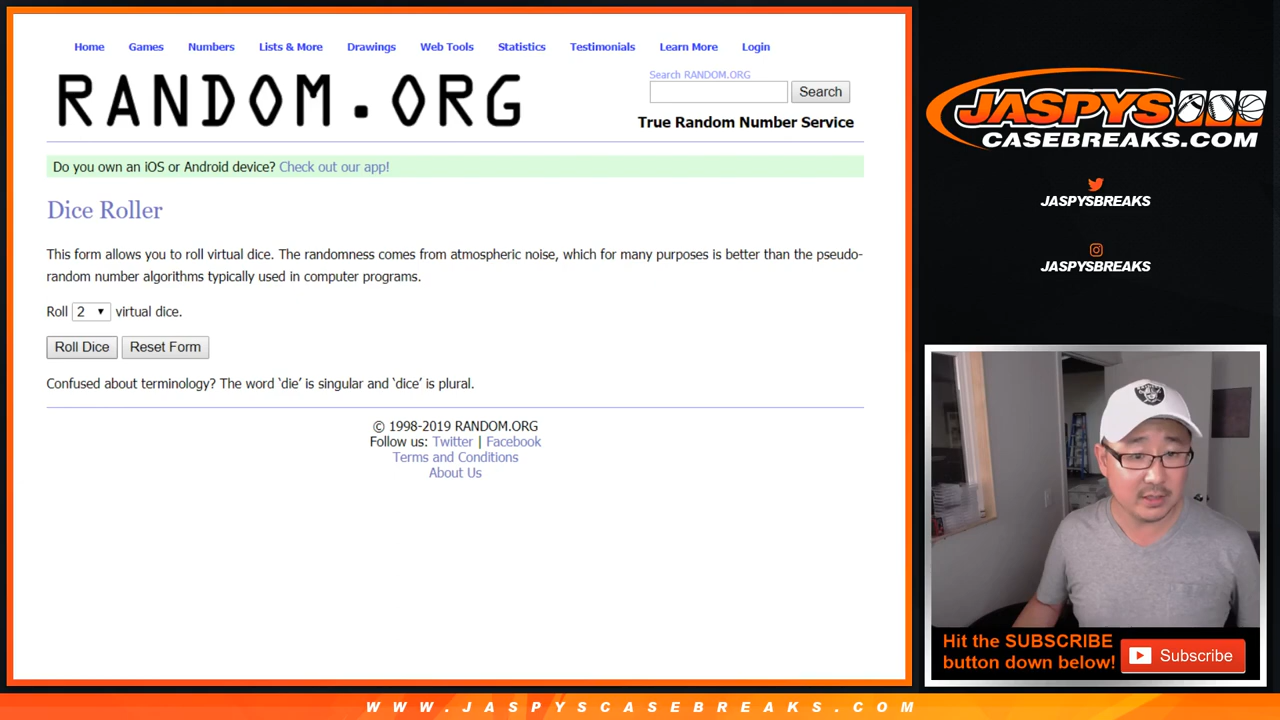 Home Games Numbers Lists & More Drawings Web Tools Statistics Testimonials Learn More Login
RANDOM.ORG
Search RANDOM.ORG
Search
True Random Number Service
Do you own an iOS or Android device? Check out our app!
Dice Roller
This form allows you to roll virtual dice. The randomness comes from atmospheric noise, which for many purposes is better than the pseudo-
random number algorithms typically used in computer programs.
Roll 2 virtual dice.
Roll Dice Reset Form
Confused about terminology? The word ‘die’ is singular and ‘dice’ is plural.
© 1998-2019 RANDOM.ORG
Follow us: Twitter | Facebook
Terms and Conditions
About Us
JASPYS
CASEBREAKS.COM
JASPYSBREAKS
JASPYSBREAKS
Hit the SUBSCRIBE
button down below!
Subscribe
WWW.JASPYSCASEBREAKS.COM